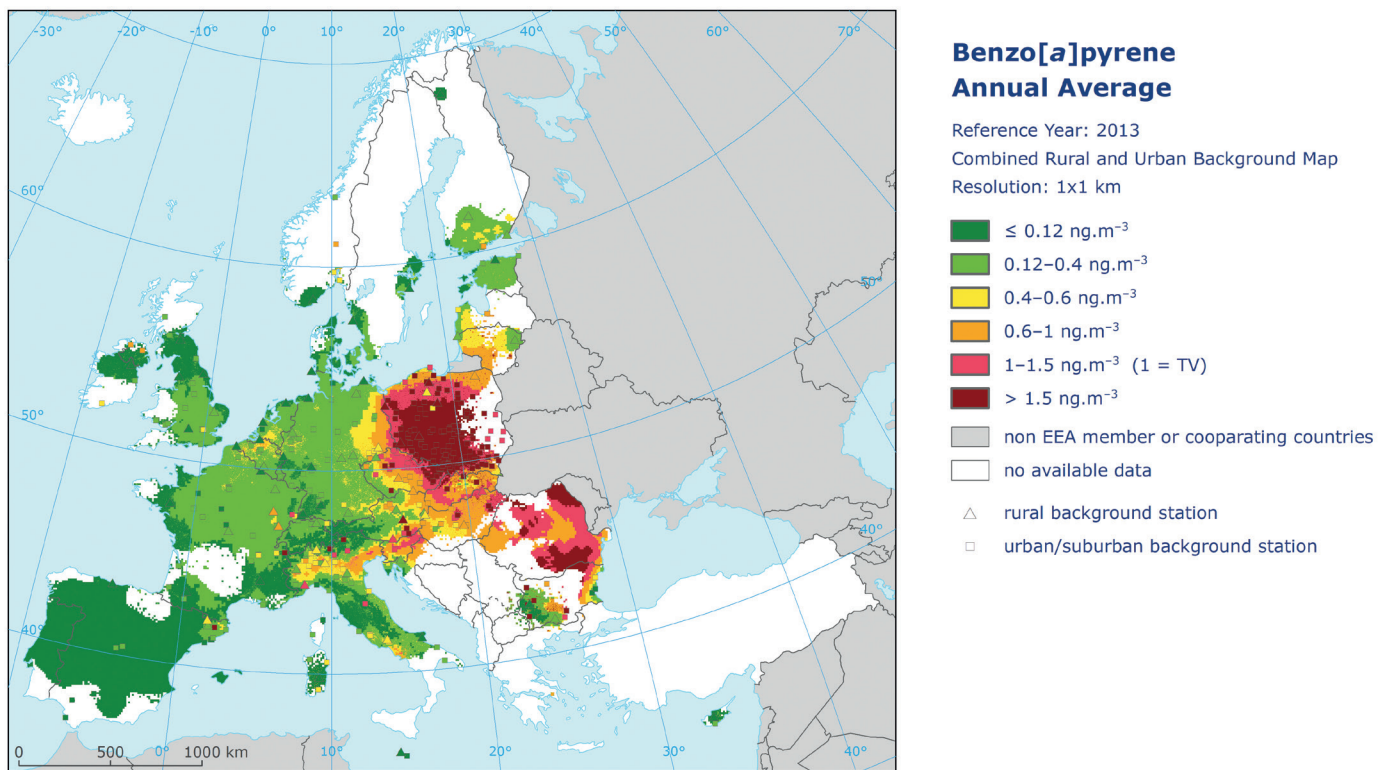 -30° -20° -10° 0° 10° 20° 30° 40° 50° 60° 70°
60°
50°
50°
40°
40°
0 500 1000 km
0° 10° 20° 30° 40°
Benzo[a]pyrene
Annual Average
Reference Year: 2013
Combined Rural and Urban Background Map
Resolution: 1x1 km
≤ 0.12 ng.m⁻³
0.12–0.4 ng.m⁻³
0.4–0.6 ng.m⁻³
0.6–1 ng.m⁻³
1–1.5 ng.m⁻³ (1 = TV)
> 1.5 ng.m⁻³
non EEA member or cooparating countries
no available data
rural background station
urban/suburban background station